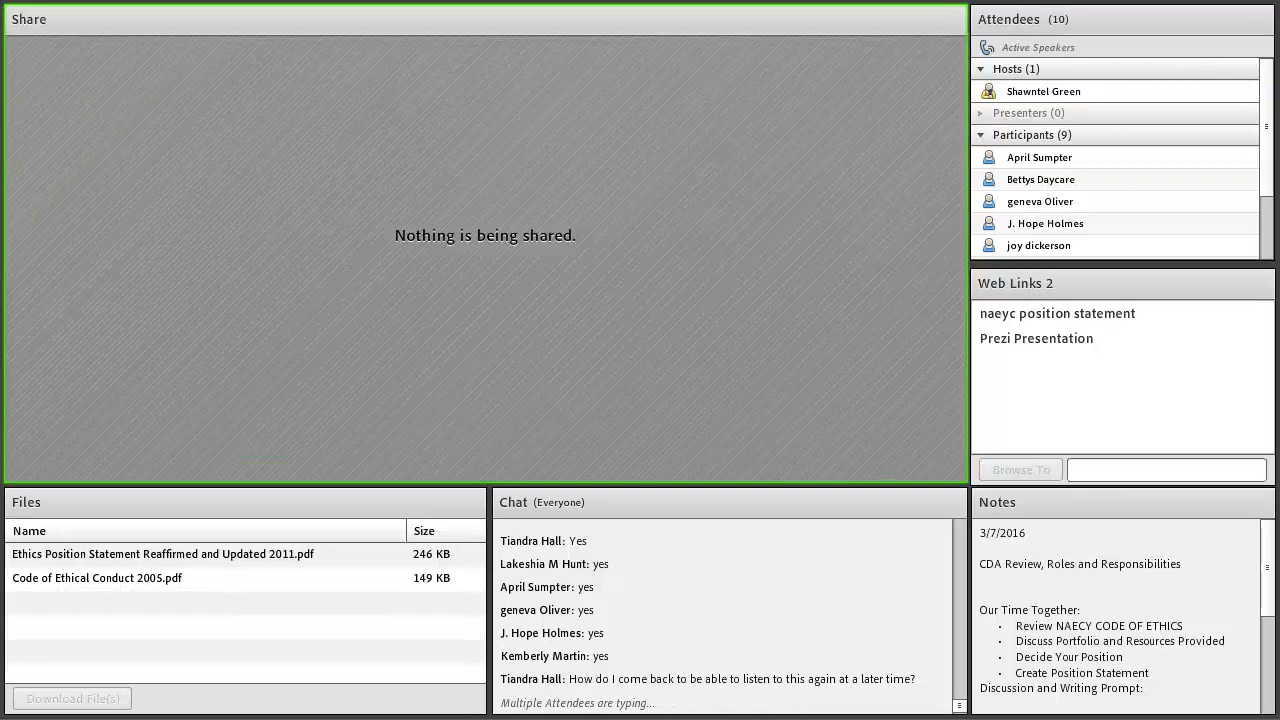 Share
Nothing is being shared.
Attendees (10)
Active Speakers
Hosts (1)
Shawntel Green
Presenters (0)
Participants (9)
April Sumpter
Bettys Daycare
geneva Oliver
J. Hope Holmes
joy dickerson
Web Links 2
naeyc position statement
Prezi Presentation
Browse To
Files
Name Size
Ethics Position Statement Reaffirmed and Updated 2011.pdf 246 KB
Code of Ethical Conduct 2005.pdf 149 KB
Download File(s)
Chat (Everyone)
Tiandra Hall: Yes
Lakeshia M Hunt: yes
April Sumpter: yes
geneva Oliver: yes
J. Hope Holmes: yes
Kemberly Martin: yes
Tiandra Hall: How do I come back to be able to listen to this again at a later time?
Multiple Attendees are typing...
Notes
3/7/2016
CDA Review, Roles and Responsibilities
Our Time Together:
• Review NAECY CODE OF ETHICS
• Discuss Portfolio and Resources Provided
• Decide Your Position
• Create Position Statement
Discussion and Writing Prompt: